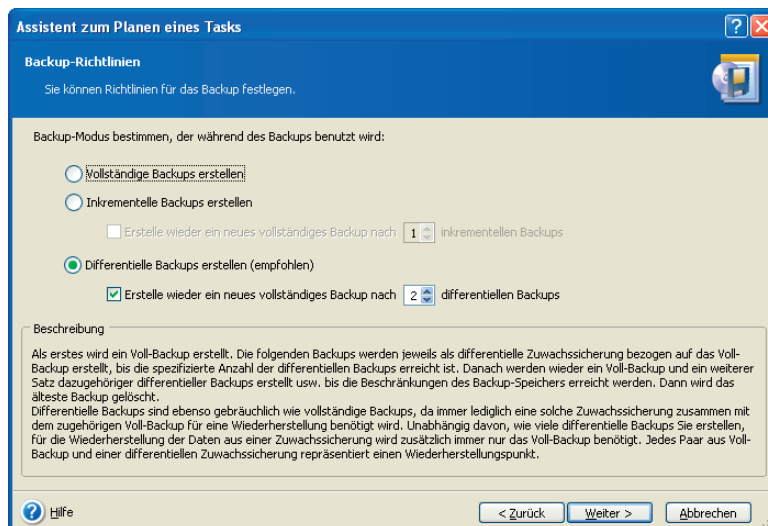 Assistent zum Planen eines Tasks
Backup-Richtlinien
Sie können Richtlinien für das Backup festlegen.
Backup-Modus bestimmen, der während des Backups benutzt wird:
Vollständige Backups erstellen
Inkrementelle Backups erstellen
Erstelle wieder ein neues vollständiges Backup nach 1 inkrementellen Backups
Differentielle Backups erstellen (empfohlen)
Erstelle wieder ein neues vollständiges Backup nach 2 differentiellen Backups
Beschreibung
Als erstes wird ein Voll-Backup erstellt. Die folgenden Backups werden jeweils als differentielle Zuwachssicherung bezogen auf das Voll-
Backup erstellt, bis die spezifizierte Anzahl der differentiellen Backups erreicht ist. Danach werden wieder ein Voll-Backup und ein weiterer
Satz dazugehöriger differentieller Backups erstellt usw. bis die Beschränkungen des Backup-Speichers erreicht werden. Dann wird das
älteste Backup gelöscht.
Differentielle Backups sind ebenso gebräuchlich wie vollständige Backups, da immer lediglich eine solche Zuwachssicherung zusammen mit
dem zugehörigen Voll-Backup für eine Wiederherstellung benötigt wird. Unabhängig davon, wie viele differentielle Backups Sie erstellen,
für die Wiederherstellung der Daten aus einer Zuwachssicherung wird zusätzlich immer nur das Voll-Backup benötigt. Jedes Paar aus Voll-
Backup und einer differentiellen Zuwachssicherung repräsentiert einen Wiederherstellungspunkt.
Hilfe
< Zurück
Weiter >
Abbrechen